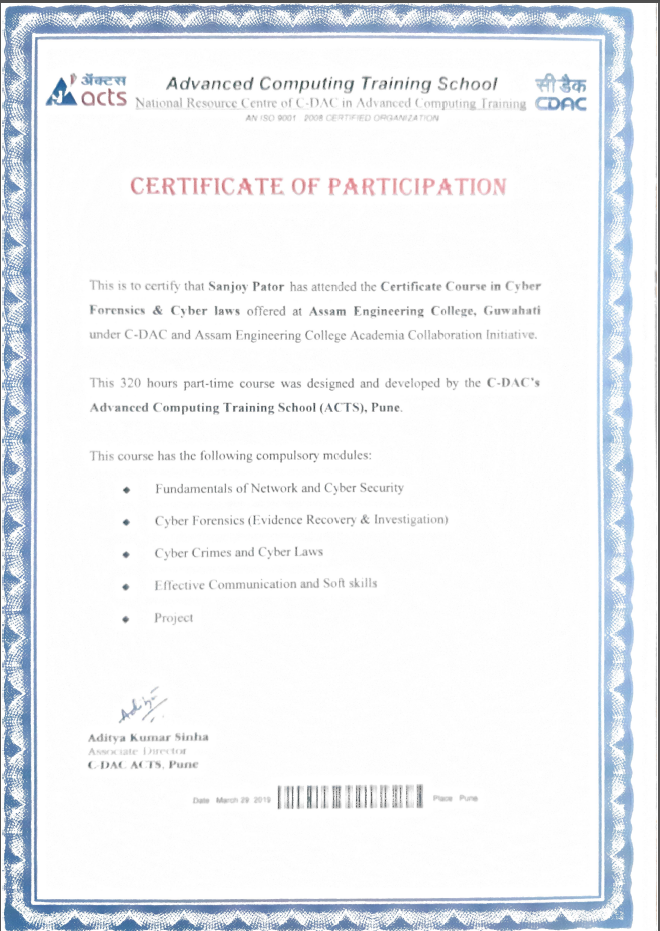 ॲक्टस
acts
Advanced Computing Training School
National Resource Centre of C-DAC in Advanced Computing Training
AN ISO 9001 2008 CERTIFIED ORGANIZATION
सी डैक
CDAC
CERTIFICATE OF PARTICIPATION
This is to certify that Sanjoy Pator has attended the Certificate Course in Cyber
Forensics & Cyber laws offered at Assam Engineering College, Guwahati
under C-DAC and Assam Engineering College Academia Collaboration Initiative.
This 320 hours part-time course was designed and developed by the C-DAC's
Advanced Computing Training School (ACTS), Pune.
This course has the following compulsory modules:
Fundamentals of Network and Cyber Security
Cyber Forensics (Evidence Recovery & Investigation)
Cyber Crimes and Cyber Laws
Effective Communication and Soft skills
Project
Aditya Kumar Sinha
Associate Director
C-DAC ACTS, Pune
Date March 29 Place Pune